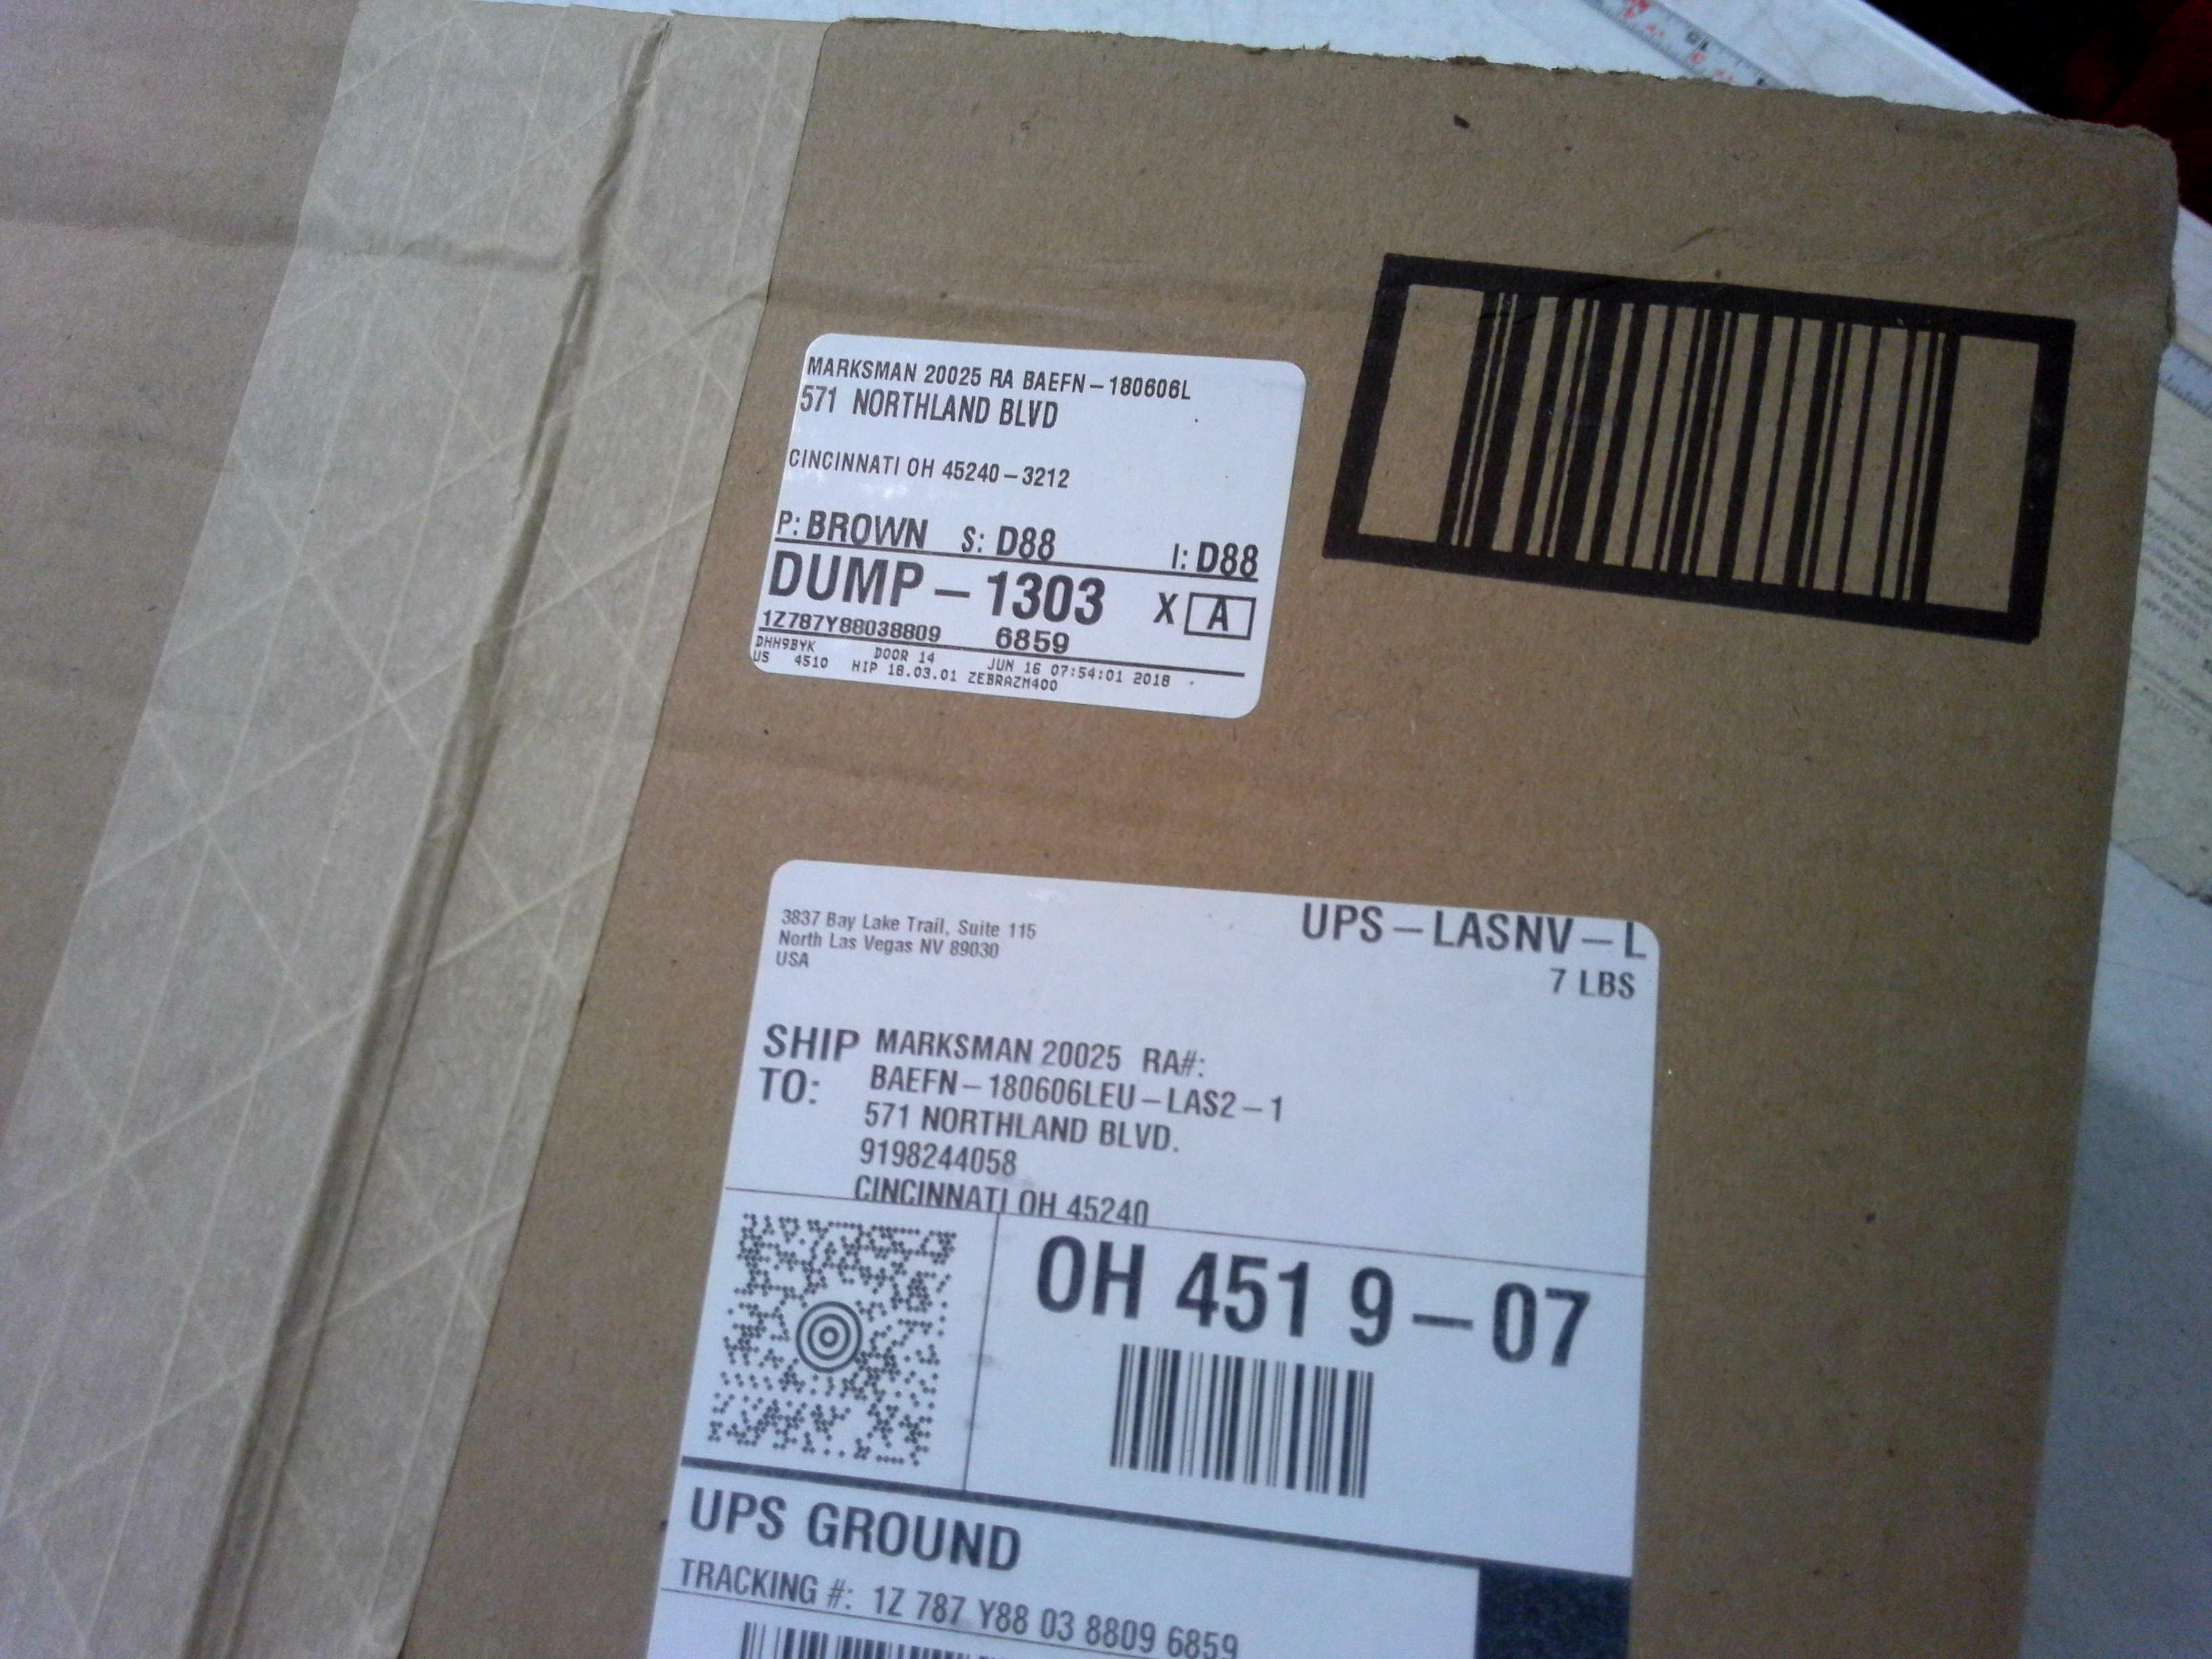 MARKSMAN 20025 RA BAEFN-180606L
571 NORTHLAND BLVD
CINCINNATI OH 45240-3212
P: BROWN S: D88 I: D88
DUMP-1303 X A
1Z787Y88038809 6859
DHH9BYK DOOR 14 JUN 16 07:54:01 2018
US 4510 HIP 18.03.01 ZEBRAZM400
3837 Bay Lake Trail, Suite 115
North Las Vegas NV 89030
USA
UPS-LASNV-L
7 LBS
SHIP TO:
MARKSMAN 20025 RA#:
BAEFN-180606LEU-LAS2-1
571 NORTHLAND BLVD.
9198244058
CINCINNATI OH 45240
OH 451 9-07
UPS GROUND
TRACKING #: 1Z 787 Y88 03 8809 6859